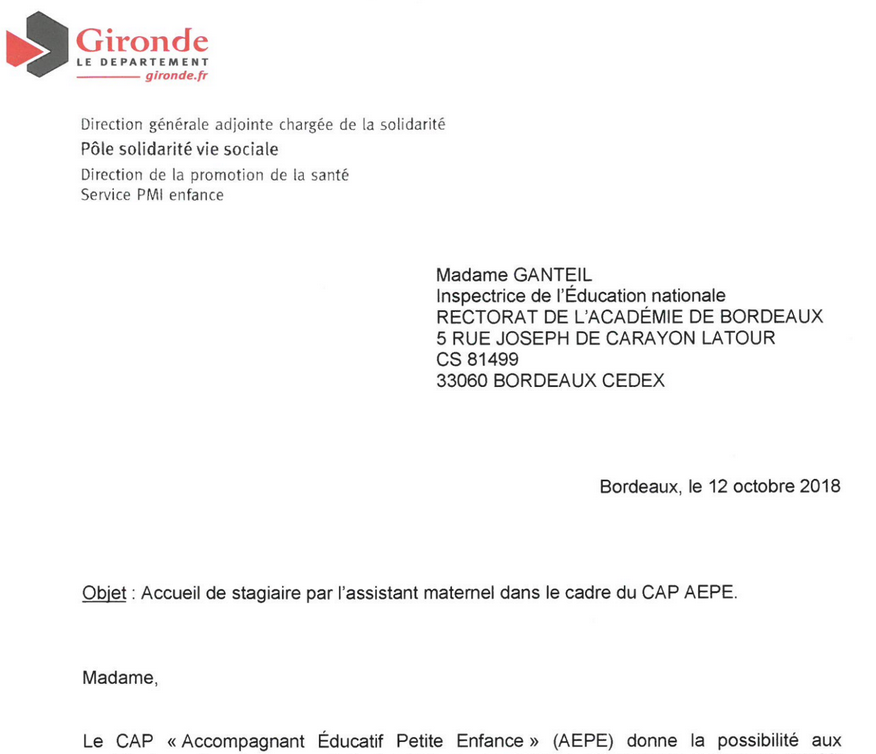 Gironde
LE DEPARTEMENT
gironde.fr
Direction générale adjointe chargée de la solidarité
Pôle solidarité vie sociale
Direction de la promotion de la santé
Service PMI enfance
Madame GANTEIL
Inspectrice de l'Éducation nationale
RECTORAT DE L'ACADÉMIE DE BORDEAUX
5 RUE JOSEPH DE CARAYON LATOUR
CS 81499
33060 BORDEAUX CEDEX
Bordeaux, le 12 octobre 2018
Objet : Accueil de stagiaire par l'assistant maternel dans le cadre du CAP AEPE.
Madame,
Le CAP « Accompagnant Éducatif Petite Enfance » (AEPE) donne la possibilité aux